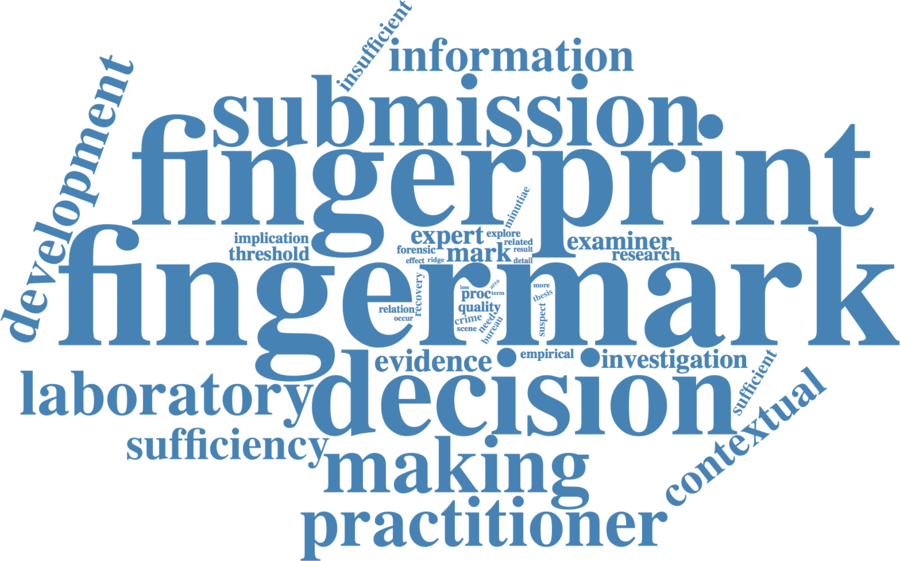 insufficient
information
development
submission
fingerprint
minutiae
implication
expert
explore
examiner
threshold
forensic
mark
related
result
research
effect
ridge
detail
fingermark
recovery
relation
occur
loss
area
proc
term
quality
crime
scene
need
bureau
more
thesis
suspect
evidence
empirical
investigation
laboratory
decision
sufficient
contextual
sufficiency
making
practitioner